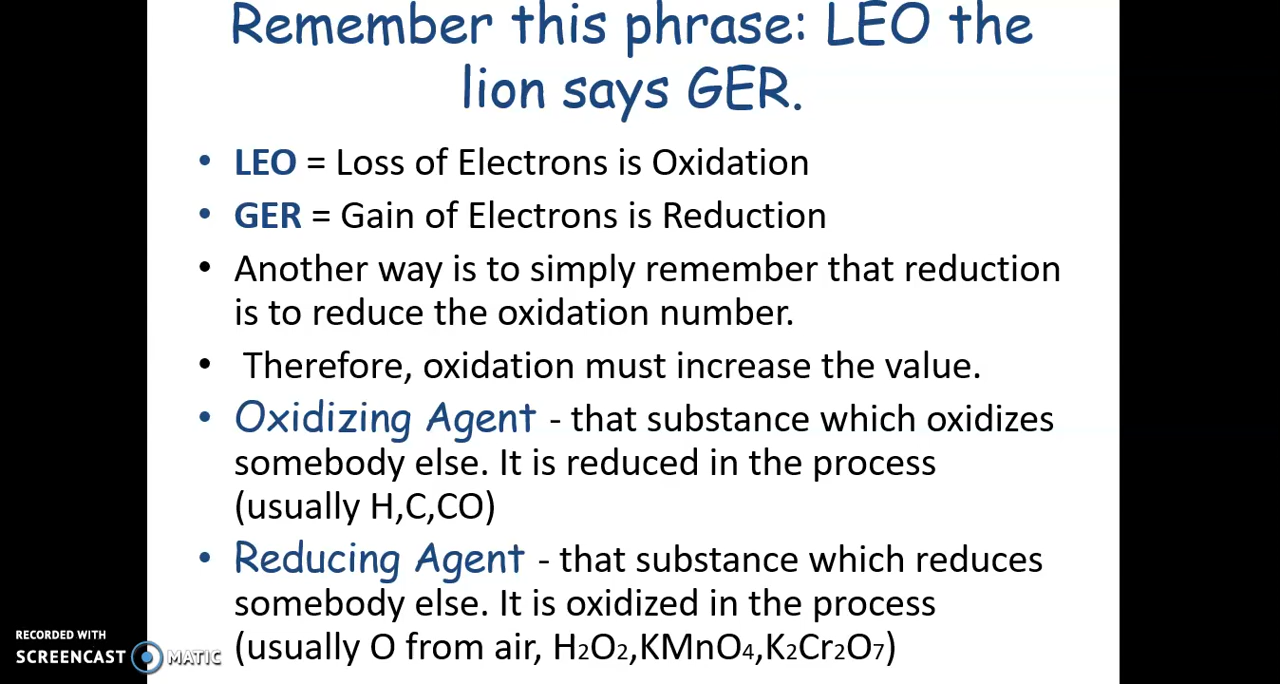 Remember this phrase: LEO the
lion says GER.
• LEO = Loss of Electrons is Oxidation
• GER = Gain of Electrons is Reduction
• Another way is to simply remember that reduction
is to reduce the oxidation number.
• Therefore, oxidation must increase the value.
• Oxidizing Agent - that substance which oxidizes
somebody else. It is reduced in the process
(usually H,C,CO)
• Reducing Agent - that substance which reduces
somebody else. It is oxidized in the process
(usually O from air, H₂O₂,KMnO₄,K₂Cr₂O₇)
RECORDED WITH
SCREENCAST MATIC